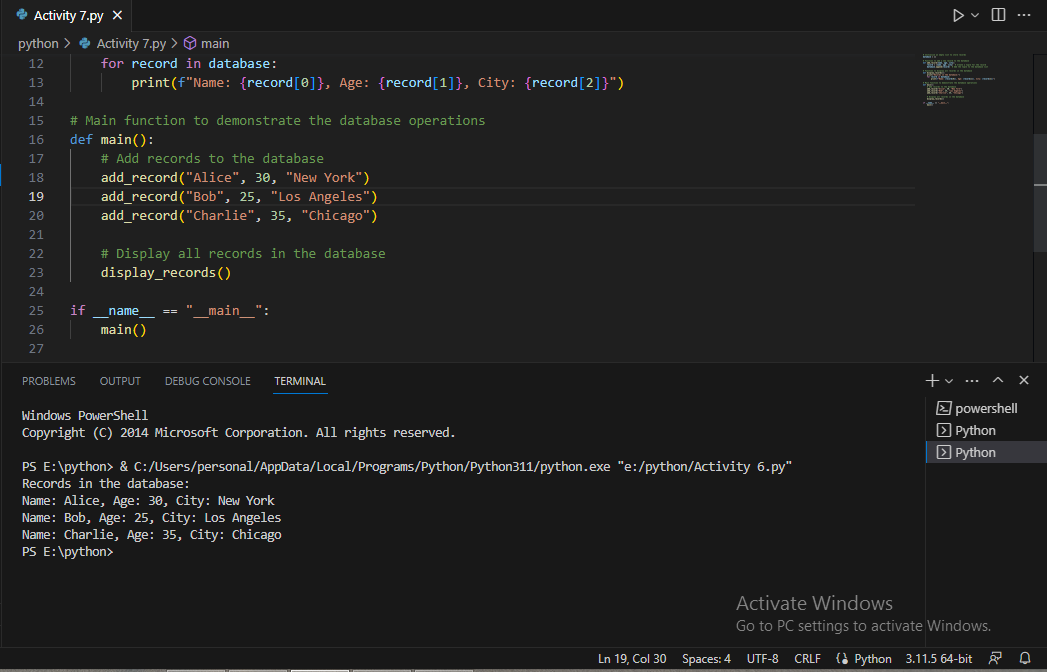 Activity 7.py
python > Activity 7.py > main
12 for record in database:
13 print(f"Name: {record[0]}, Age: {record[1]}, City: {record[2]}")
14
15 # Main function to demonstrate the database operations
16 def main():
17 # Add records to the database
18 add_record("Alice", 30, "New York")
19 add_record("Bob", 25, "Los Angeles")
20 add_record("Charlie", 35, "Chicago")
21
22 # Display all records in the database
23 display_records()
24
25 if __name__ == "__main__":
26 main()
27
PROBLEMS OUTPUT DEBUG CONSOLE TERMINAL
Windows PowerShell
Copyright (C) 2014 Microsoft Corporation. All rights reserved.
PS E:\python> & C:/Users/personal/AppData/Local/Programs/Python/Python311/python.exe "e:/python/Activity 6.py"
Records in the database:
Name: Alice, Age: 30, City: New York
Name: Bob, Age: 25, City: Los Angeles
Name: Charlie, Age: 35, City: Chicago
PS E:\python>
powershell
Python
Python
Activate Windows
Go to PC settings to activate Windows.
Ln 19, Col 30 Spaces: 4 UTF-8 CRLF Python 3.11.5 64-bit